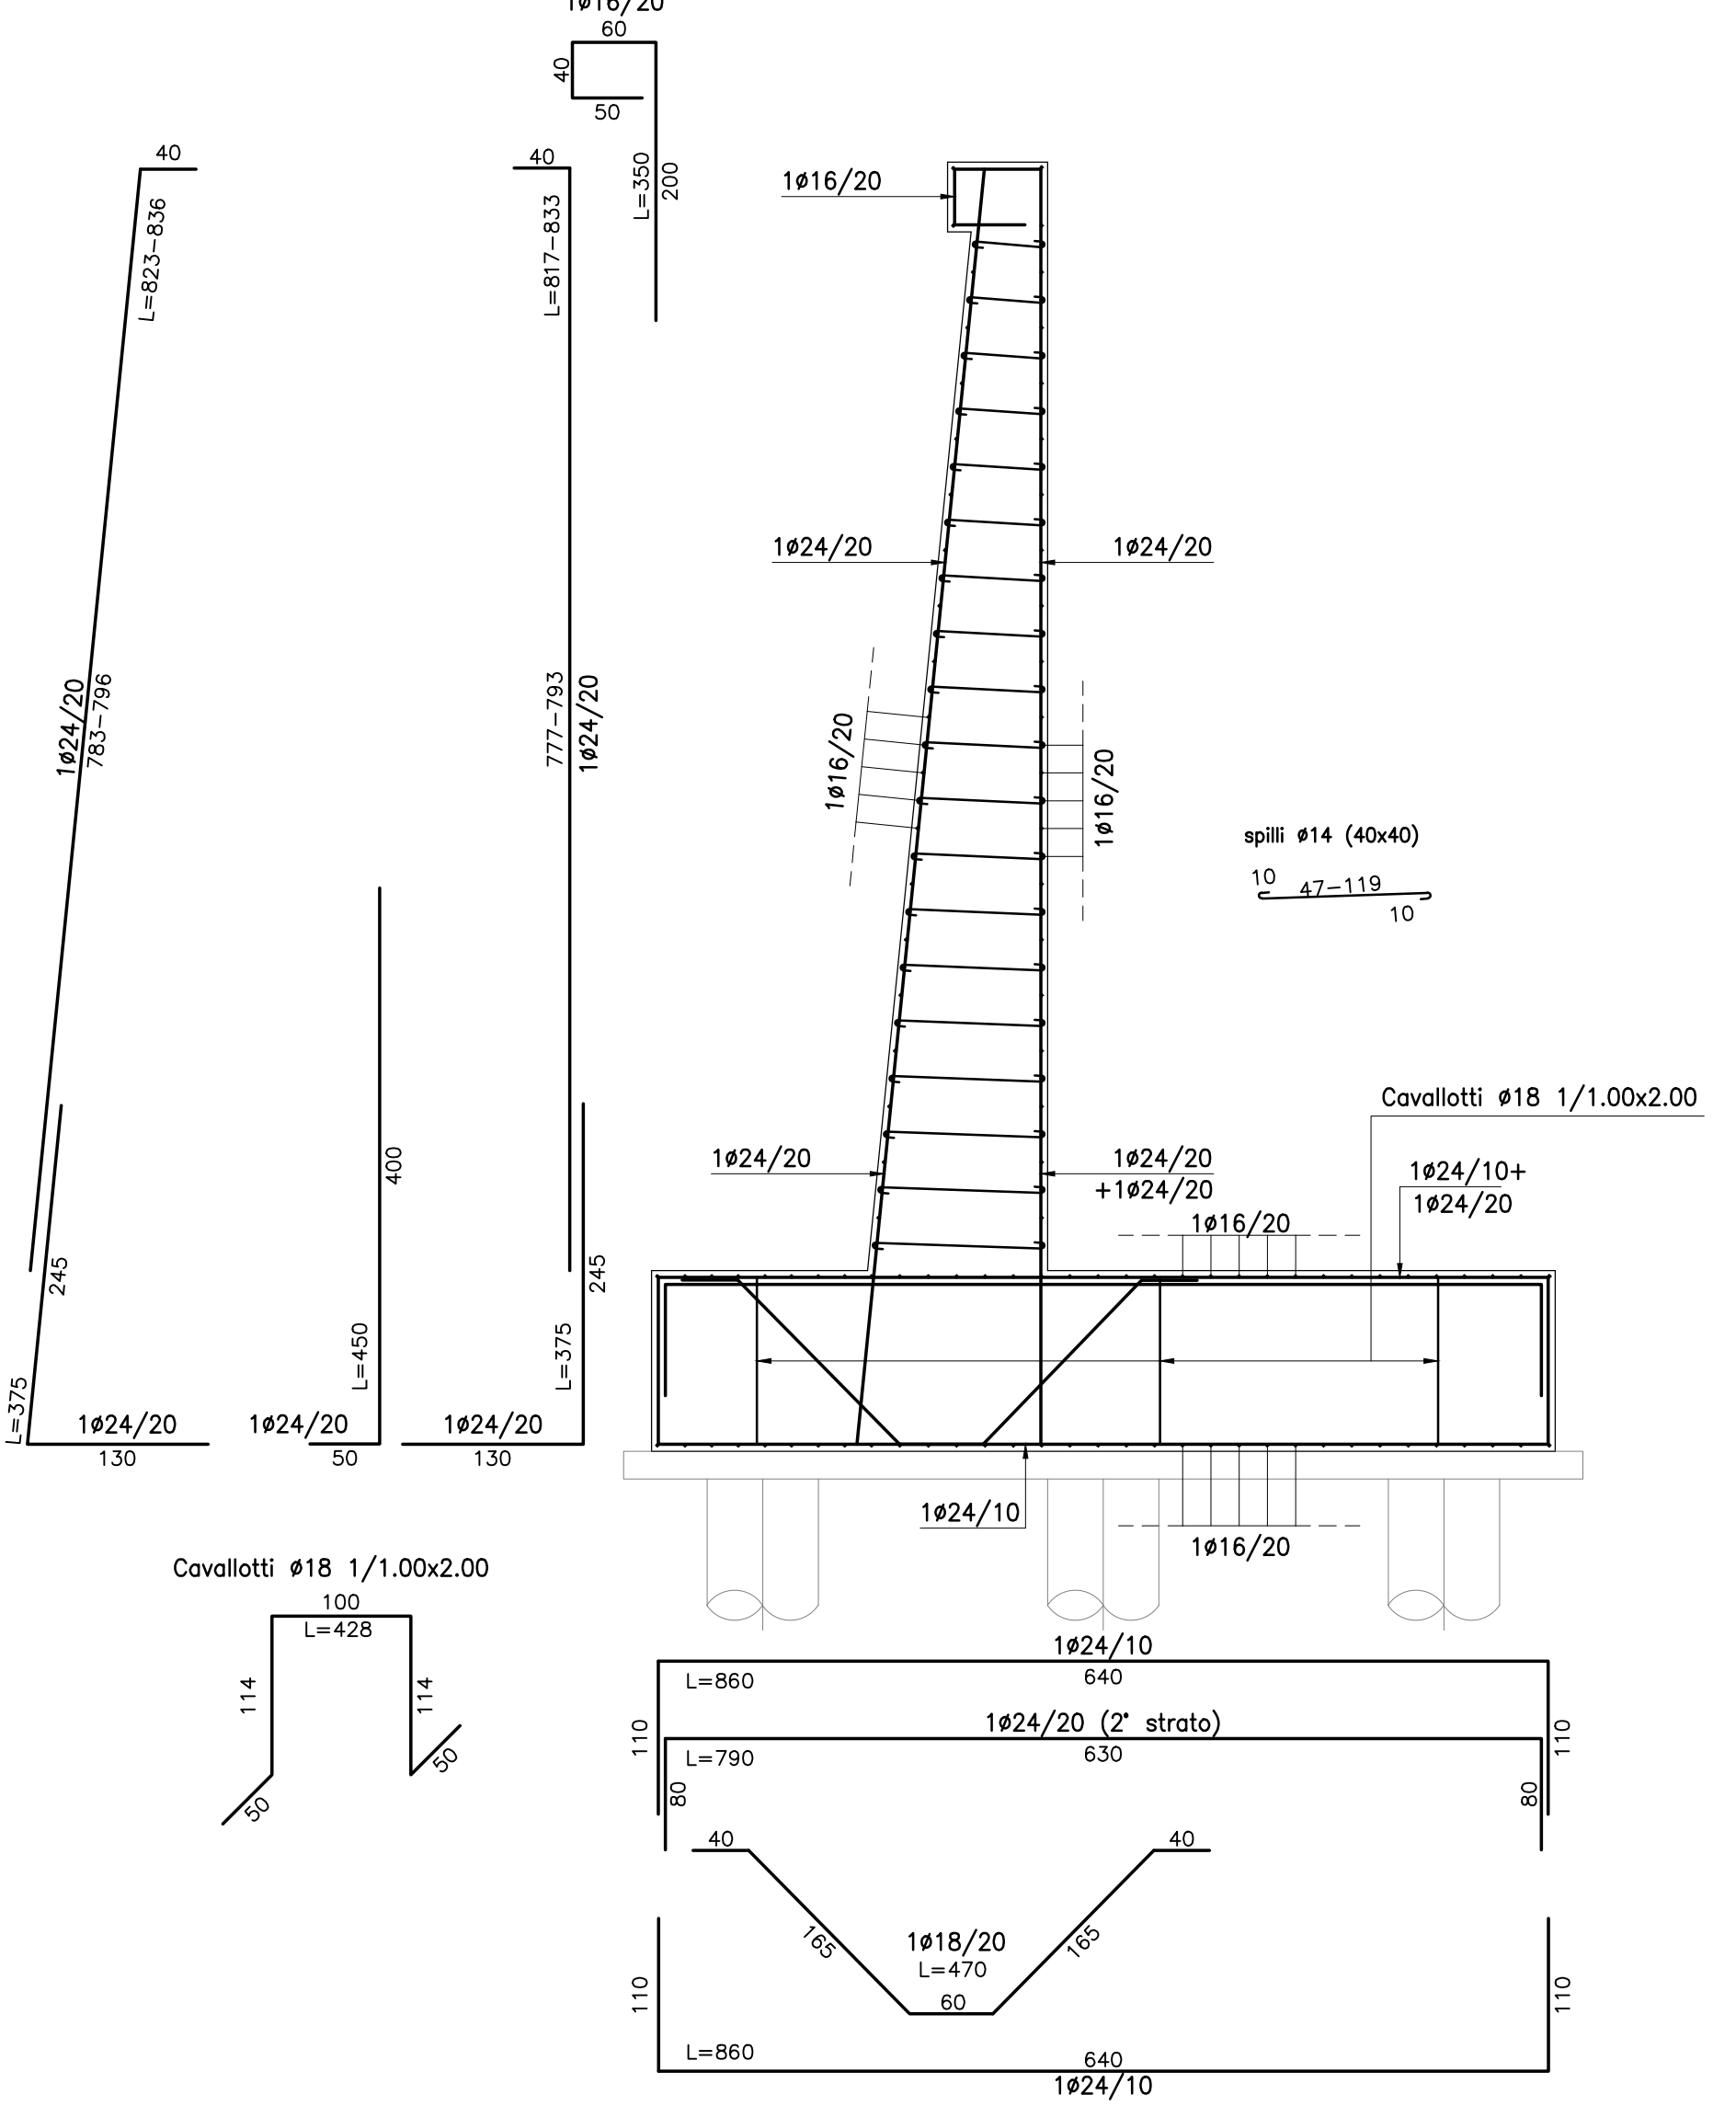 1ø16/20
60
40
50
L=350
200
40
L=823-836
1ø24/20
783-796
40
L=817-833
777-793
1ø24/20
1ø16/20
1ø24/20
1ø24/20
1ø16/20
1ø16/20
spilli ø14 (40x40)
10
47-119
10
Cavallotti ø18 1/1.00x2.00
1ø24/20
1ø24/20
+1ø24/20
1ø24/10+
1ø24/20
1ø16/20
245
L=375
1ø24/20
130
400
L=450
1ø24/20
50
245
L=375
1ø24/20
130
1ø24/10
1ø16/20
Cavallotti ø18 1/1.00x2.00
100
L=428
114
114
50
50
1ø24/10
L=860
640
110
110
1ø24/20 (2° strato)
L=790
630
80
80
40
40
165
165
1ø18/20
L=470
60
110
110
L=860
640
1ø24/10